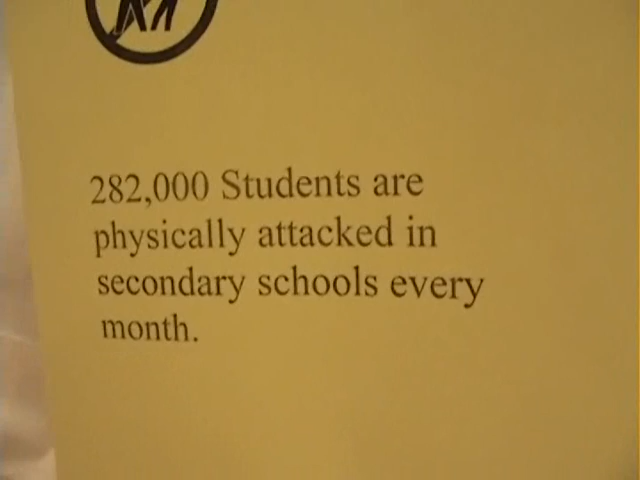 282,000 Students are
physically attacked in
secondary schools every
month.